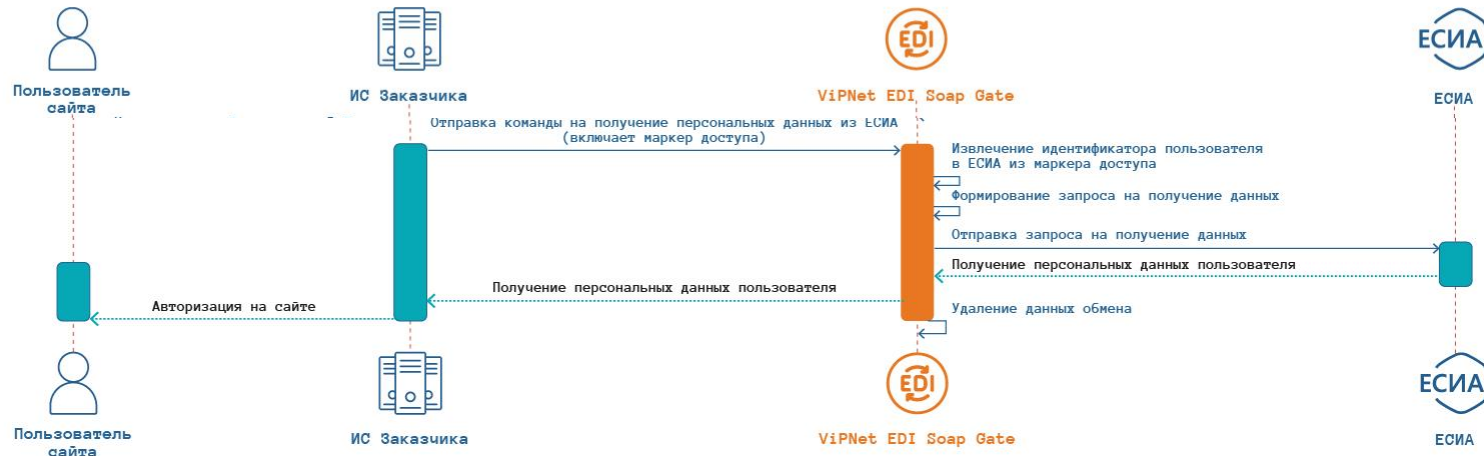 EDI
ЕСИА
Пользователь
сайта
ИС Заказчика
ViPNet EDI Soap Gate
ЕСИА
Отправка команды на получение персональных данных из ЕСИА
(включает маркер доступа)
Извлечение идентификатора пользователя
в ЕСИА из маркера доступа
Формирование запроса на получение данных
Отправка запроса на получение данных
Получение персональных данных пользователя
Получение персональных данных пользователя
Авторизация на сайте
Удаление данных обмена
EDI
ЕСИА
Пользователь
сайта
ИС Заказчика
ViPNet EDI Soap Gate
ЕСИА